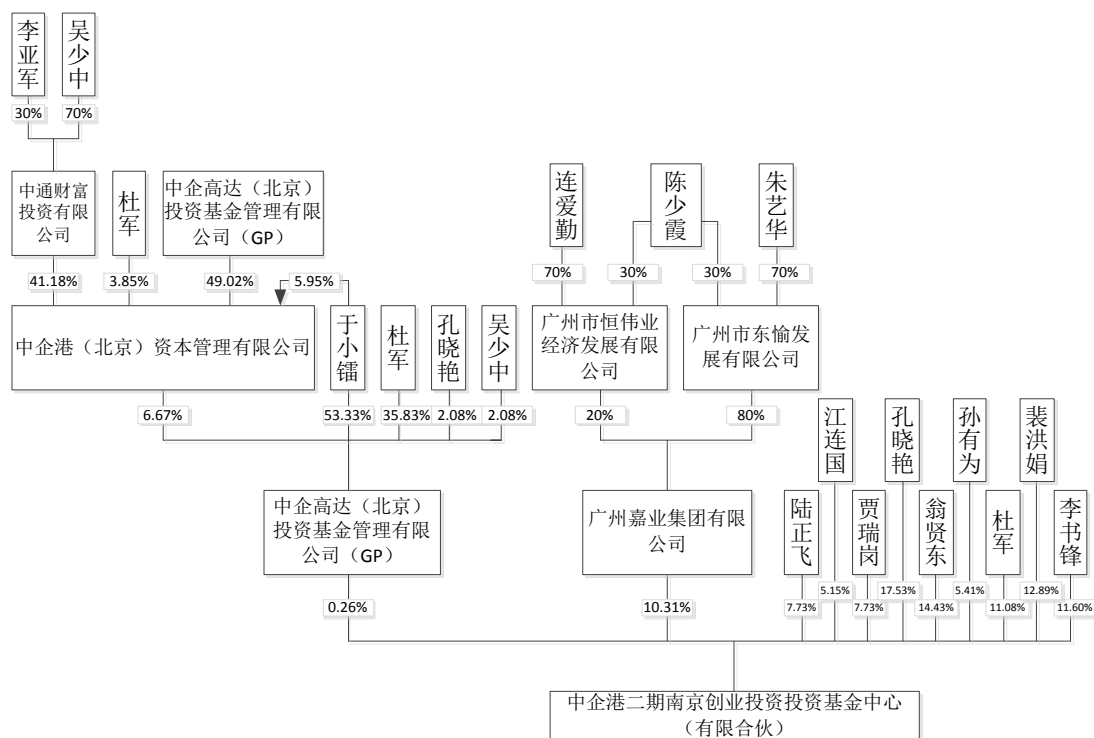 李亚军
吴少中
30%
70%
中通财富
投资有限
公司
杜军
中企高达（北京）
投资基金管理有限
公司（GP）
连爱勤
陈少霞
朱艺华
41.18%
3.85%
49.02%
5.95%
70%
30%
30%
70%
中企港（北京）资本管理有限公司
于小镭
杜军
孔晓艳
吴少中
广州市恒伟业
经济发展有限
公司
广州市东愉发
展有限公司
6.67%
53.33%
35.83%
2.08%
2.08%
20%
80%
江连国
孔晓艳
孙有为
裴洪娟
中企高达（北京）
投资基金管理有限
公司（GP）
广州嘉业集团有限
公司
陆正飞
贾瑞岗
翁贤东
杜军
李书锋
5.15%
17.53%
5.41%
12.89%
0.26%
10.31%
7.73%
7.73%
14.43%
11.08%
11.60%
中企港二期南京创业投资投资基金中心
（有限合伙）